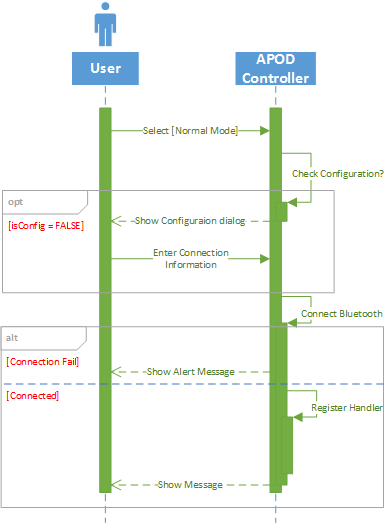 User
APOD
Controller
Select [Normal Mode]
Check Configuration?
opt
[isConfig = FALSE]
Show Configuraion dialog
Enter Connection
Information
Connect Bluetooth
alt
[Connection Fail]
Show Alert Message
[Connected]
Register Handler
Show Message